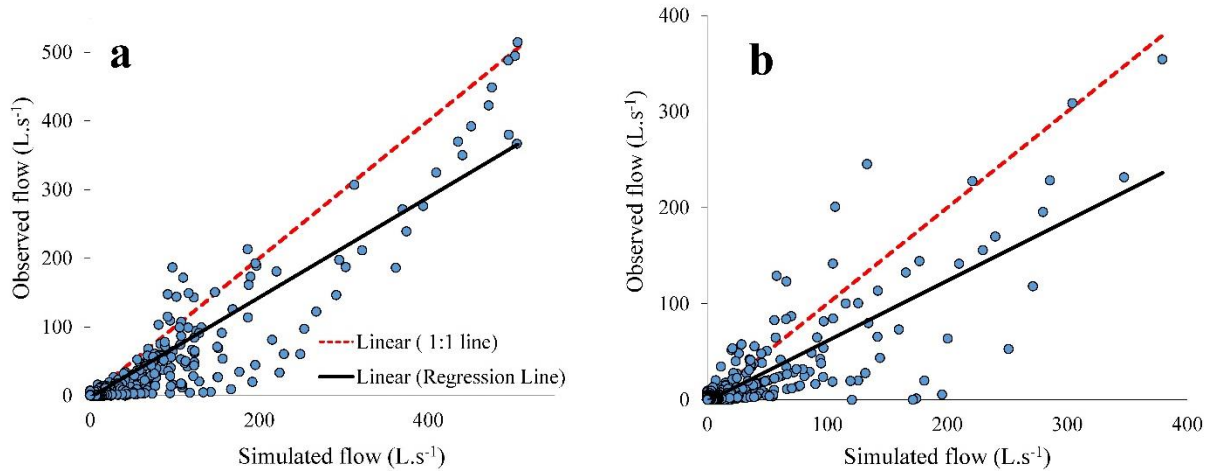 a
Observed flow (L.s⁻¹)
500
400
300
200
100
0
0
200
400
Simulated flow (L.s⁻¹)
Linear ( 1:1 line)
Linear (Regression Line)
b
Observed flow (L.s⁻¹)
400
300
200
100
0
0
100
200
300
400
Simulated flow (L.s⁻¹)